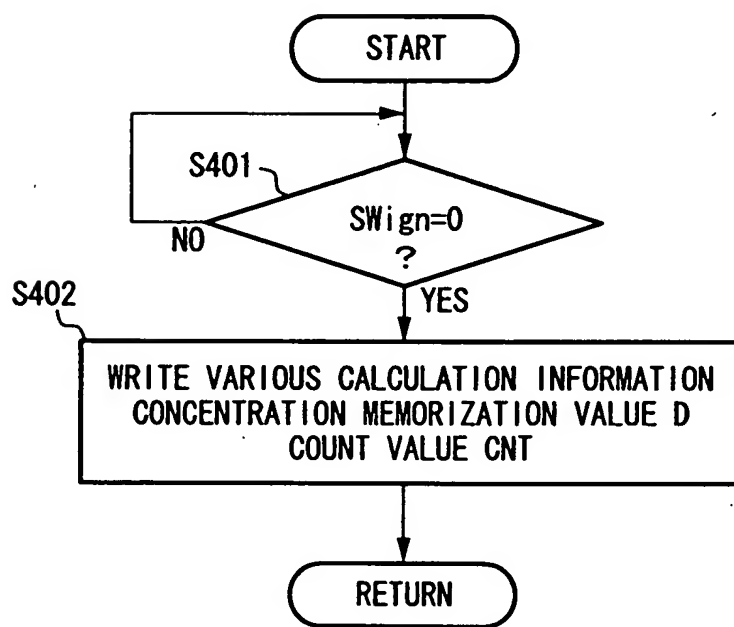 START
S401
SWign=0
?
NO
YES
S402
WRITE VARIOUS CALCULATION INFORMATION
CONCENTRATION MEMORIZATION VALUE D
COUNT VALUE CNT
RETURN